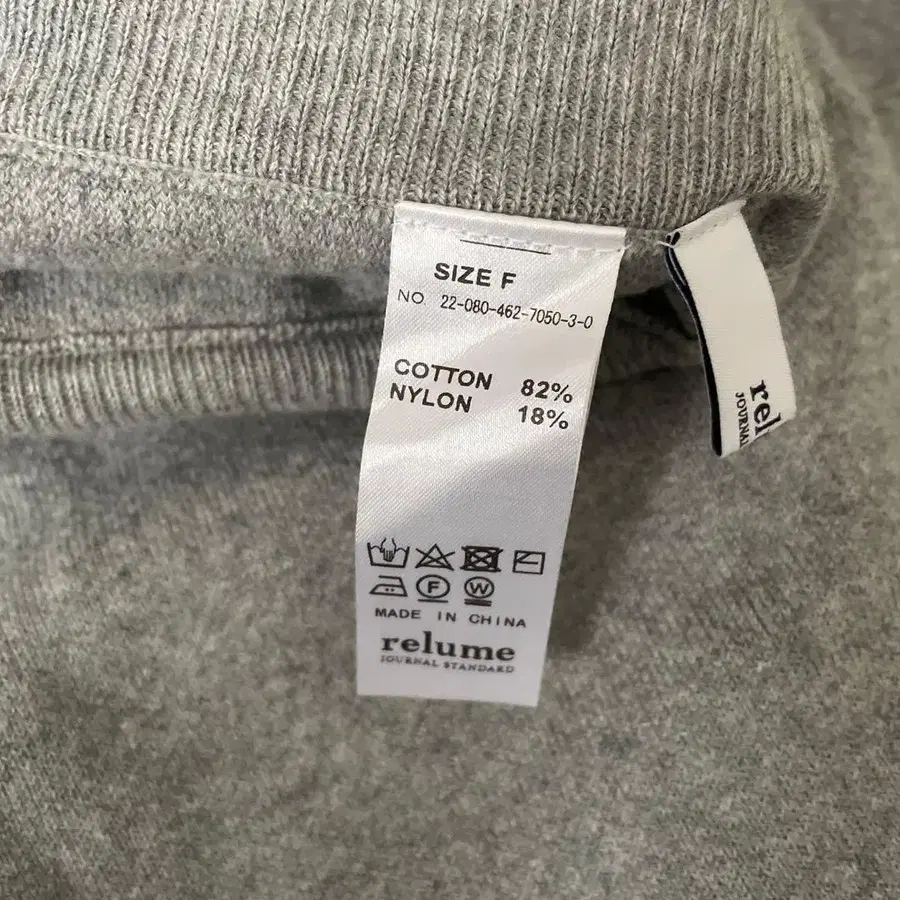 SIZE F
NO 22-080-462-7050-3-0
COTTON 82%
NYLON 18%
F W
MADE IN CHINA
relume
JOURNAL STANDARD
rel
JOURNAL